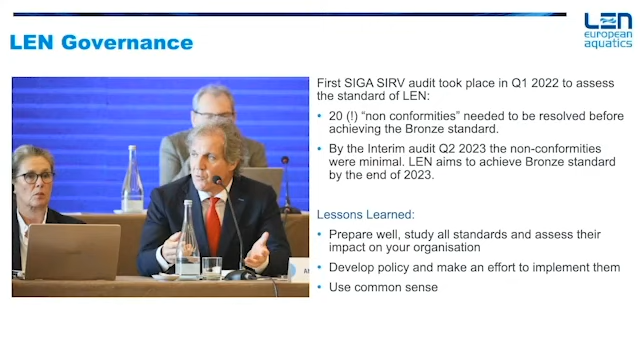 LEN
european
aquatics
LEN Governance
First SIGA SIRV audit took place in Q1 2022 to assess
the standard of LEN:
• 20 (!) “non conformities” needed to be resolved before
achieving the Bronze standard.
• By the Interim audit Q2 2023 the non-conformities
were minimal. LEN aims to achieve Bronze standard
by the end of 2023.
Lessons Learned:
• Prepare well, study all standards and assess their
impact on your organisation
• Develop policy and make an effort to implement them
• Use common sense